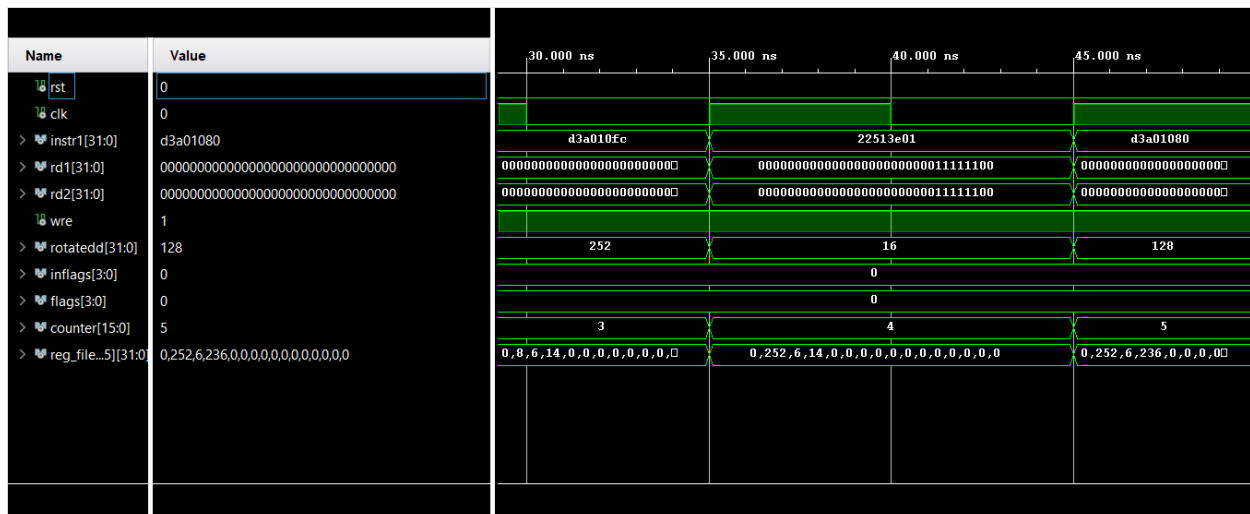 Name Value 30.000 ns 35.000 ns 40.000 ns 45.000 ns
rst 0
clk 0
instr1[31:0] d3a01080 d3a010fc 22513e01 d3a01080
rd1[31:0] 00000000000000000000000000000000 00000000000000000000000 00000000000000000000000011111100 0000000000000000000
rd2[31:0] 00000000000000000000000000000000 00000000000000000000000 00000000000000000000000011111100 0000000000000000000
wre 1
rotatedd[31:0] 128 252 16 128
inflags[3:0] 0 0
flags[3:0] 0 0
counter[15:0] 5 3 4 5
reg_file...5][31:0] 0,252,6,236,0,0,0,0,0,0,0,0,0,0,0,0 0,8,6,14,0,0,0,0,0,0,0, 0,252,6,14,0,0,0,0,0,0,0,0,0,0,0,0 0,252,6,236,0,0,0,0